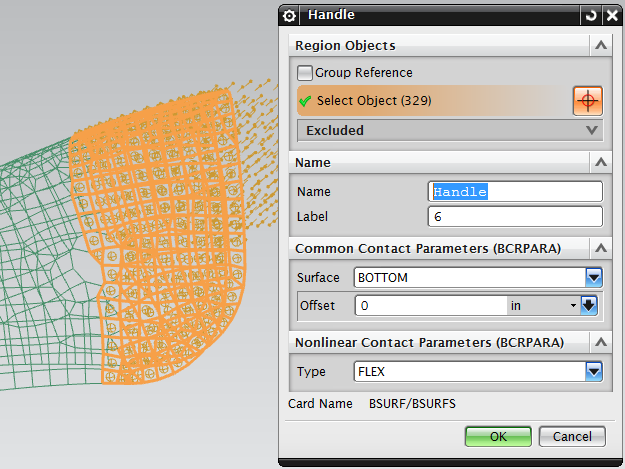 Handle
Region Objects
Group Reference
Select Object (329)
Excluded
Name
Name Handle
Label 6
Common Contact Parameters (BCRPARA)
Surface BOTTOM
Offset 0 in
Nonlinear Contact Parameters (BCRPARA)
Type FLEX
Card Name BSURF/BSURFS
OK Cancel